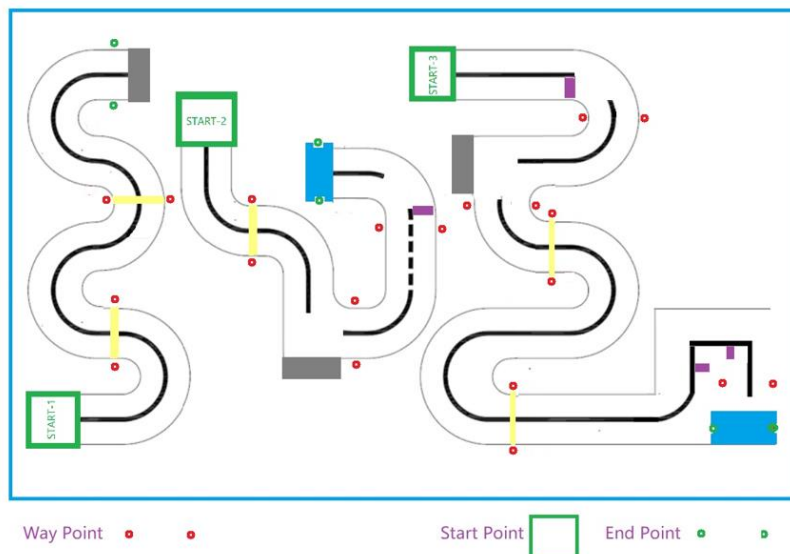 START-3
START-2
START-1
Way Point
Start Point
End Point